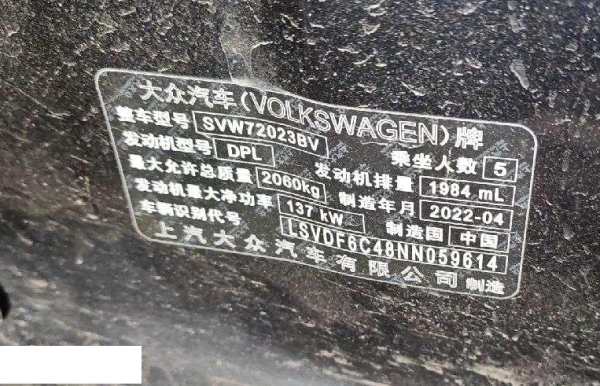 大众汽车(VOLKSWAGEN)牌
整车型号 SVW72023BV 乘坐人数 5
发动机型号 DPL 发动机排量 1984 mL
最大允许总质量 2060kg 制造年月 2022-04
发动机最大净功率 137 kW 制造国 中国
车辆识别代号 LSVDF6C48NN059614
上汽大众汽车有限公司 制造